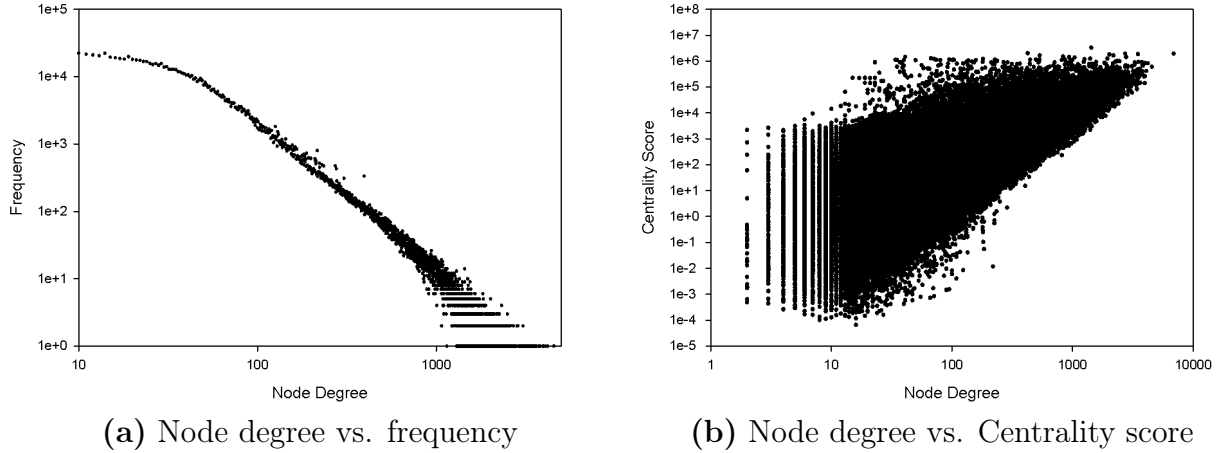 1e+5
1e+4
1e+3
1e+2
1e+1
1e+0
Frequency
10
100
1000
Node Degree
(a) Node degree vs. frequency
1e+8
1e+7
1e+6
1e+5
1e+4
1e+3
1e+2
1e+1
1e+0
1e-1
1e-2
1e-3
1e-4
1e-5
Centrality Score
1
10
100
1000
10000
Node Degree
(b) Node degree vs. Centrality score